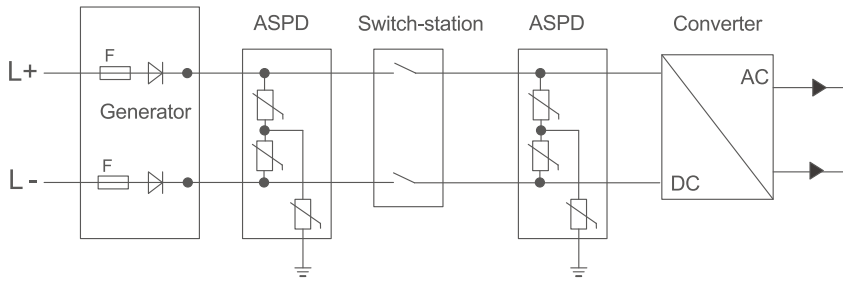 ASPD
Switch-station
ASPD
Converter
F
L+
AC
Generator
F
L -
DC